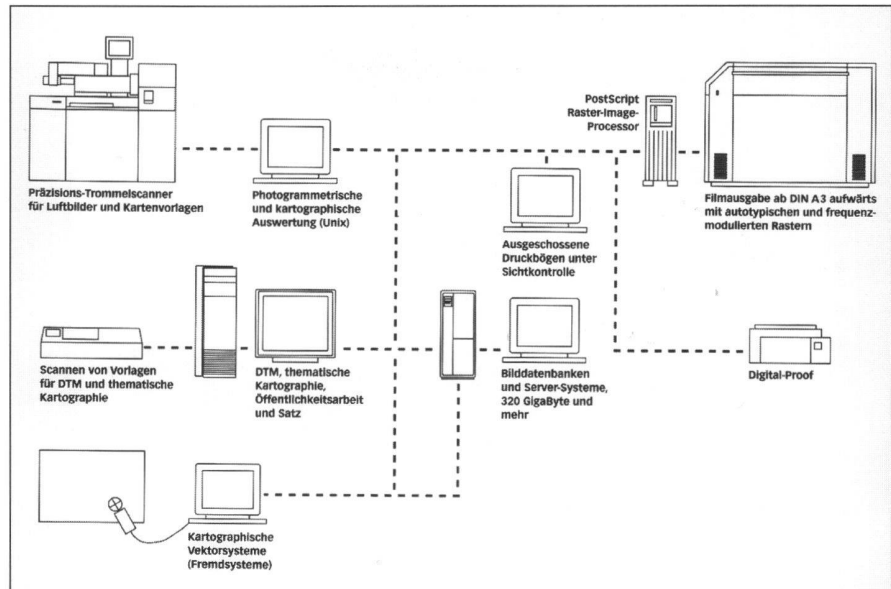 PostScript
Raster-Image-
Processor
Präzisions-Trommelscanner
für Luftbilder und Kartenvorlagen
Photogrammetrische
und kartographische
Auswertung (Unix)
Filmausgabe ab DIN A3 aufwärts
mit autotypischen und frequenz-
modulierten Rastern
Ausgeschossene
Druckbögen unter
Sichtkontrolle
Scannen von Vorlagen
für DTM und thematische
Kartographie
DTM, thematische
Kartographie,
Öffentlichkeitsarbeit
und Satz
Bilddatenbanken
und Server-Systeme,
320 GigaByte und
mehr
Digital-Proof
Kartographische
Vektorsysteme
(Fremdsysteme)